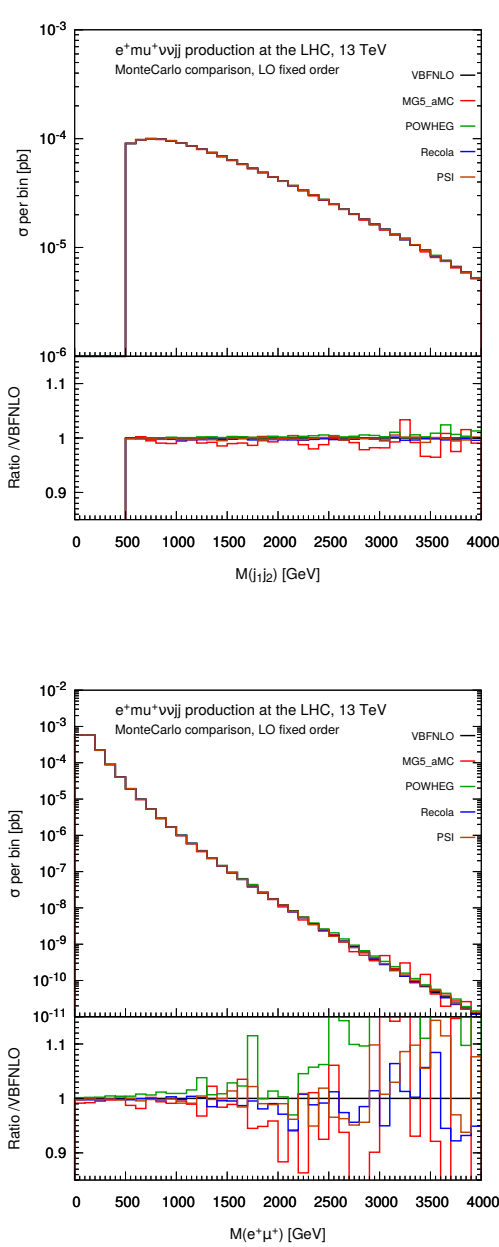 10⁻³
e⁺mu⁺ννjj production at the LHC, 13 TeV
MonteCarlo comparison, LO fixed order
VBFNLO
MG5_aMC
10⁻⁴
POWHEG
Recola
PSI
σ per bin [pb]
10⁻⁵
10⁻⁶
1.1
Ratio /VBFNLO
1
0.9
0 500 1000 1500 2000 2500 3000 3500 4000
M(j₁j₂) [GeV]
10⁻²
e⁺mu⁺ννjj production at the LHC, 13 TeV
10⁻³
MonteCarlo comparison, LO fixed order
VBFNLO
10⁻⁴
MG5_aMC
POWHEG
10⁻⁵
Recola
10⁻⁶
PSI
σ per bin [pb]
10⁻⁷
10⁻⁸
10⁻⁹
10⁻¹⁰
10⁻¹¹
1.1
Ratio /VBFNLO
1
0.9
0 500 1000 1500 2000 2500 3000 3500 4000
M(e⁺μ⁺) [GeV]